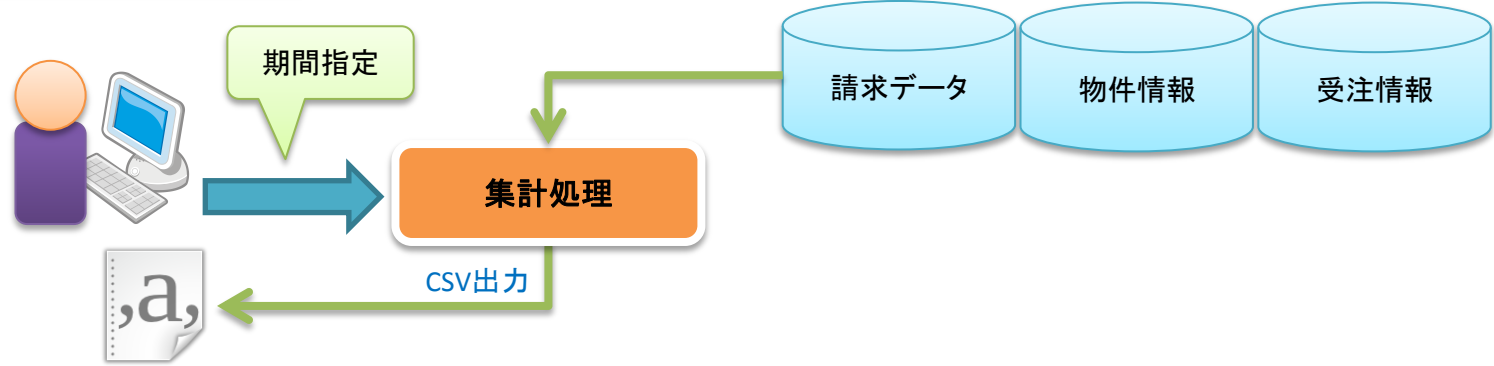 期間指定
請求データ
物件情報
受注情報
集計処理
CSV出力
,a,